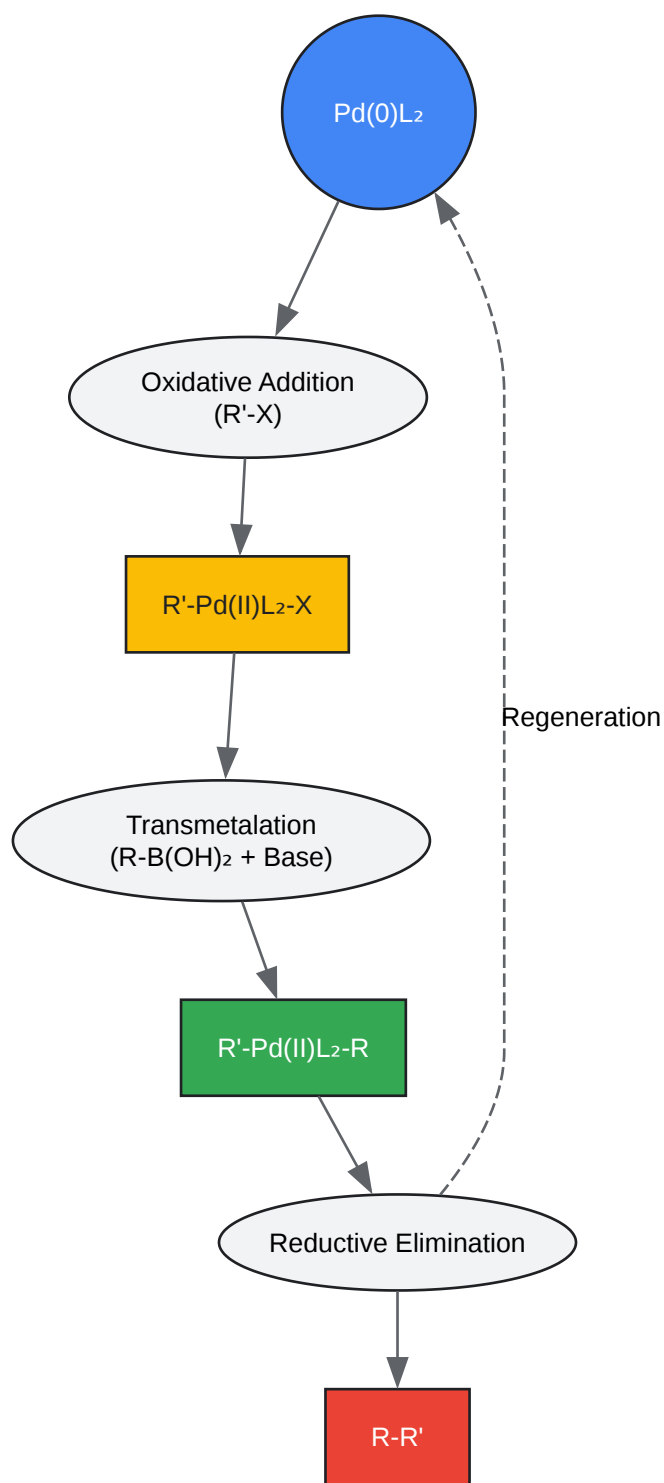 Pd(0)L₂
Oxidative Addition
(R'-X)
R'-Pd(II)L₂-X
Regeneration
Transmetalation
(R-B(OH)₂ + Base)
R'-Pd(II)L₂-R
Reductive Elimination
R-R'